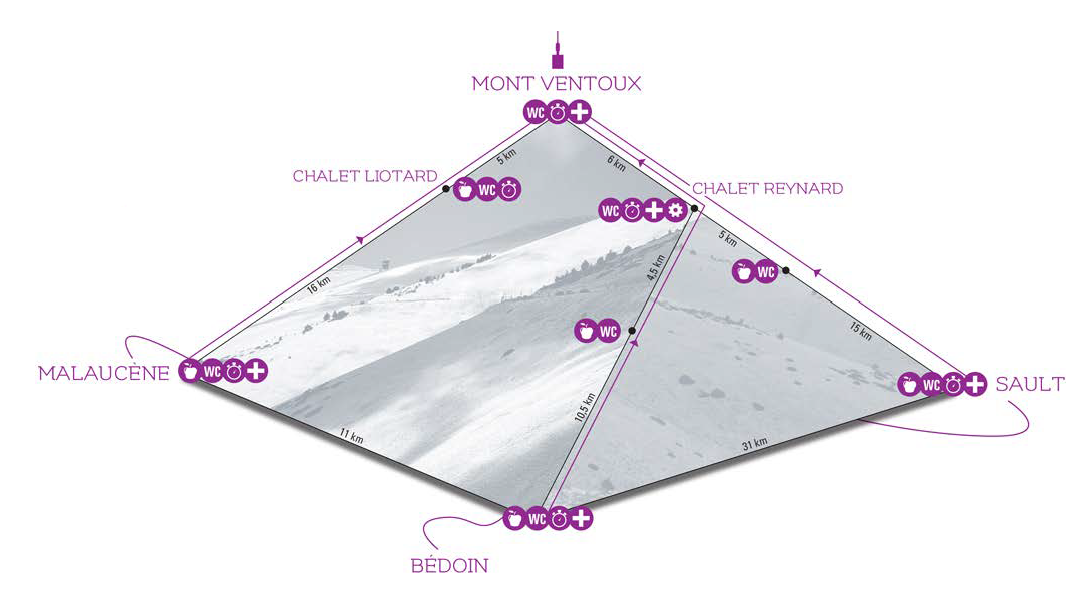 MONT VENTOUX
WC
5 km
6 km
CHALET LIOTARD
WC
CHALET REYNARD
WC
5 km
4,5 km
WC
16 km
WC
15 km
MALAUCÈNE
WC
WC
SAULT
10,5 km
11 km
31 km
WC
BÉDOIN